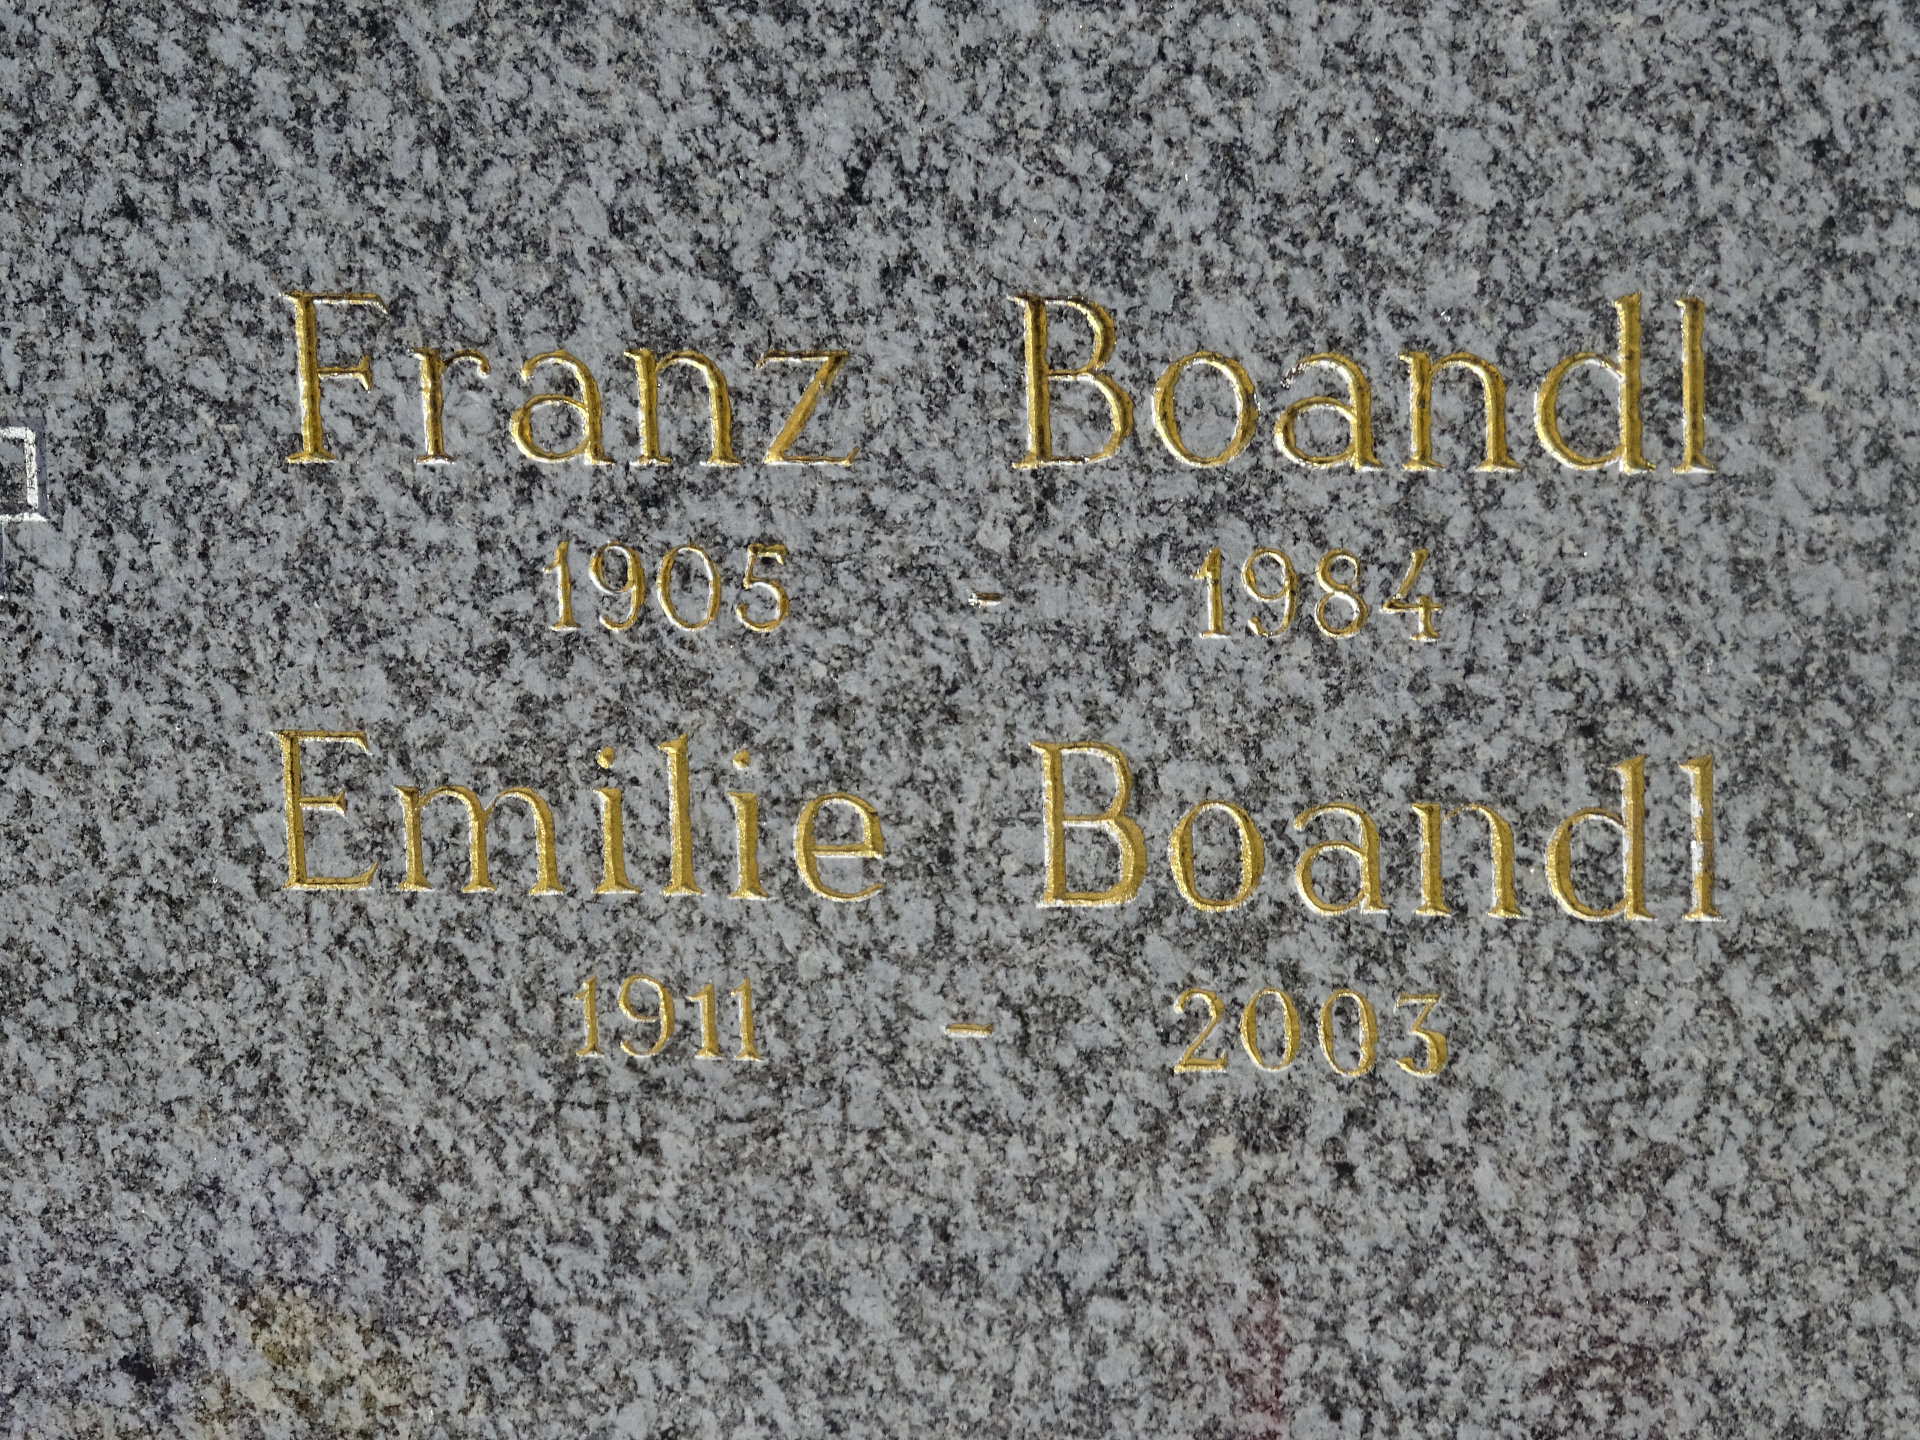 Franz Boandl
1905 - 1984
Emilie Boandl
1911 - 2003